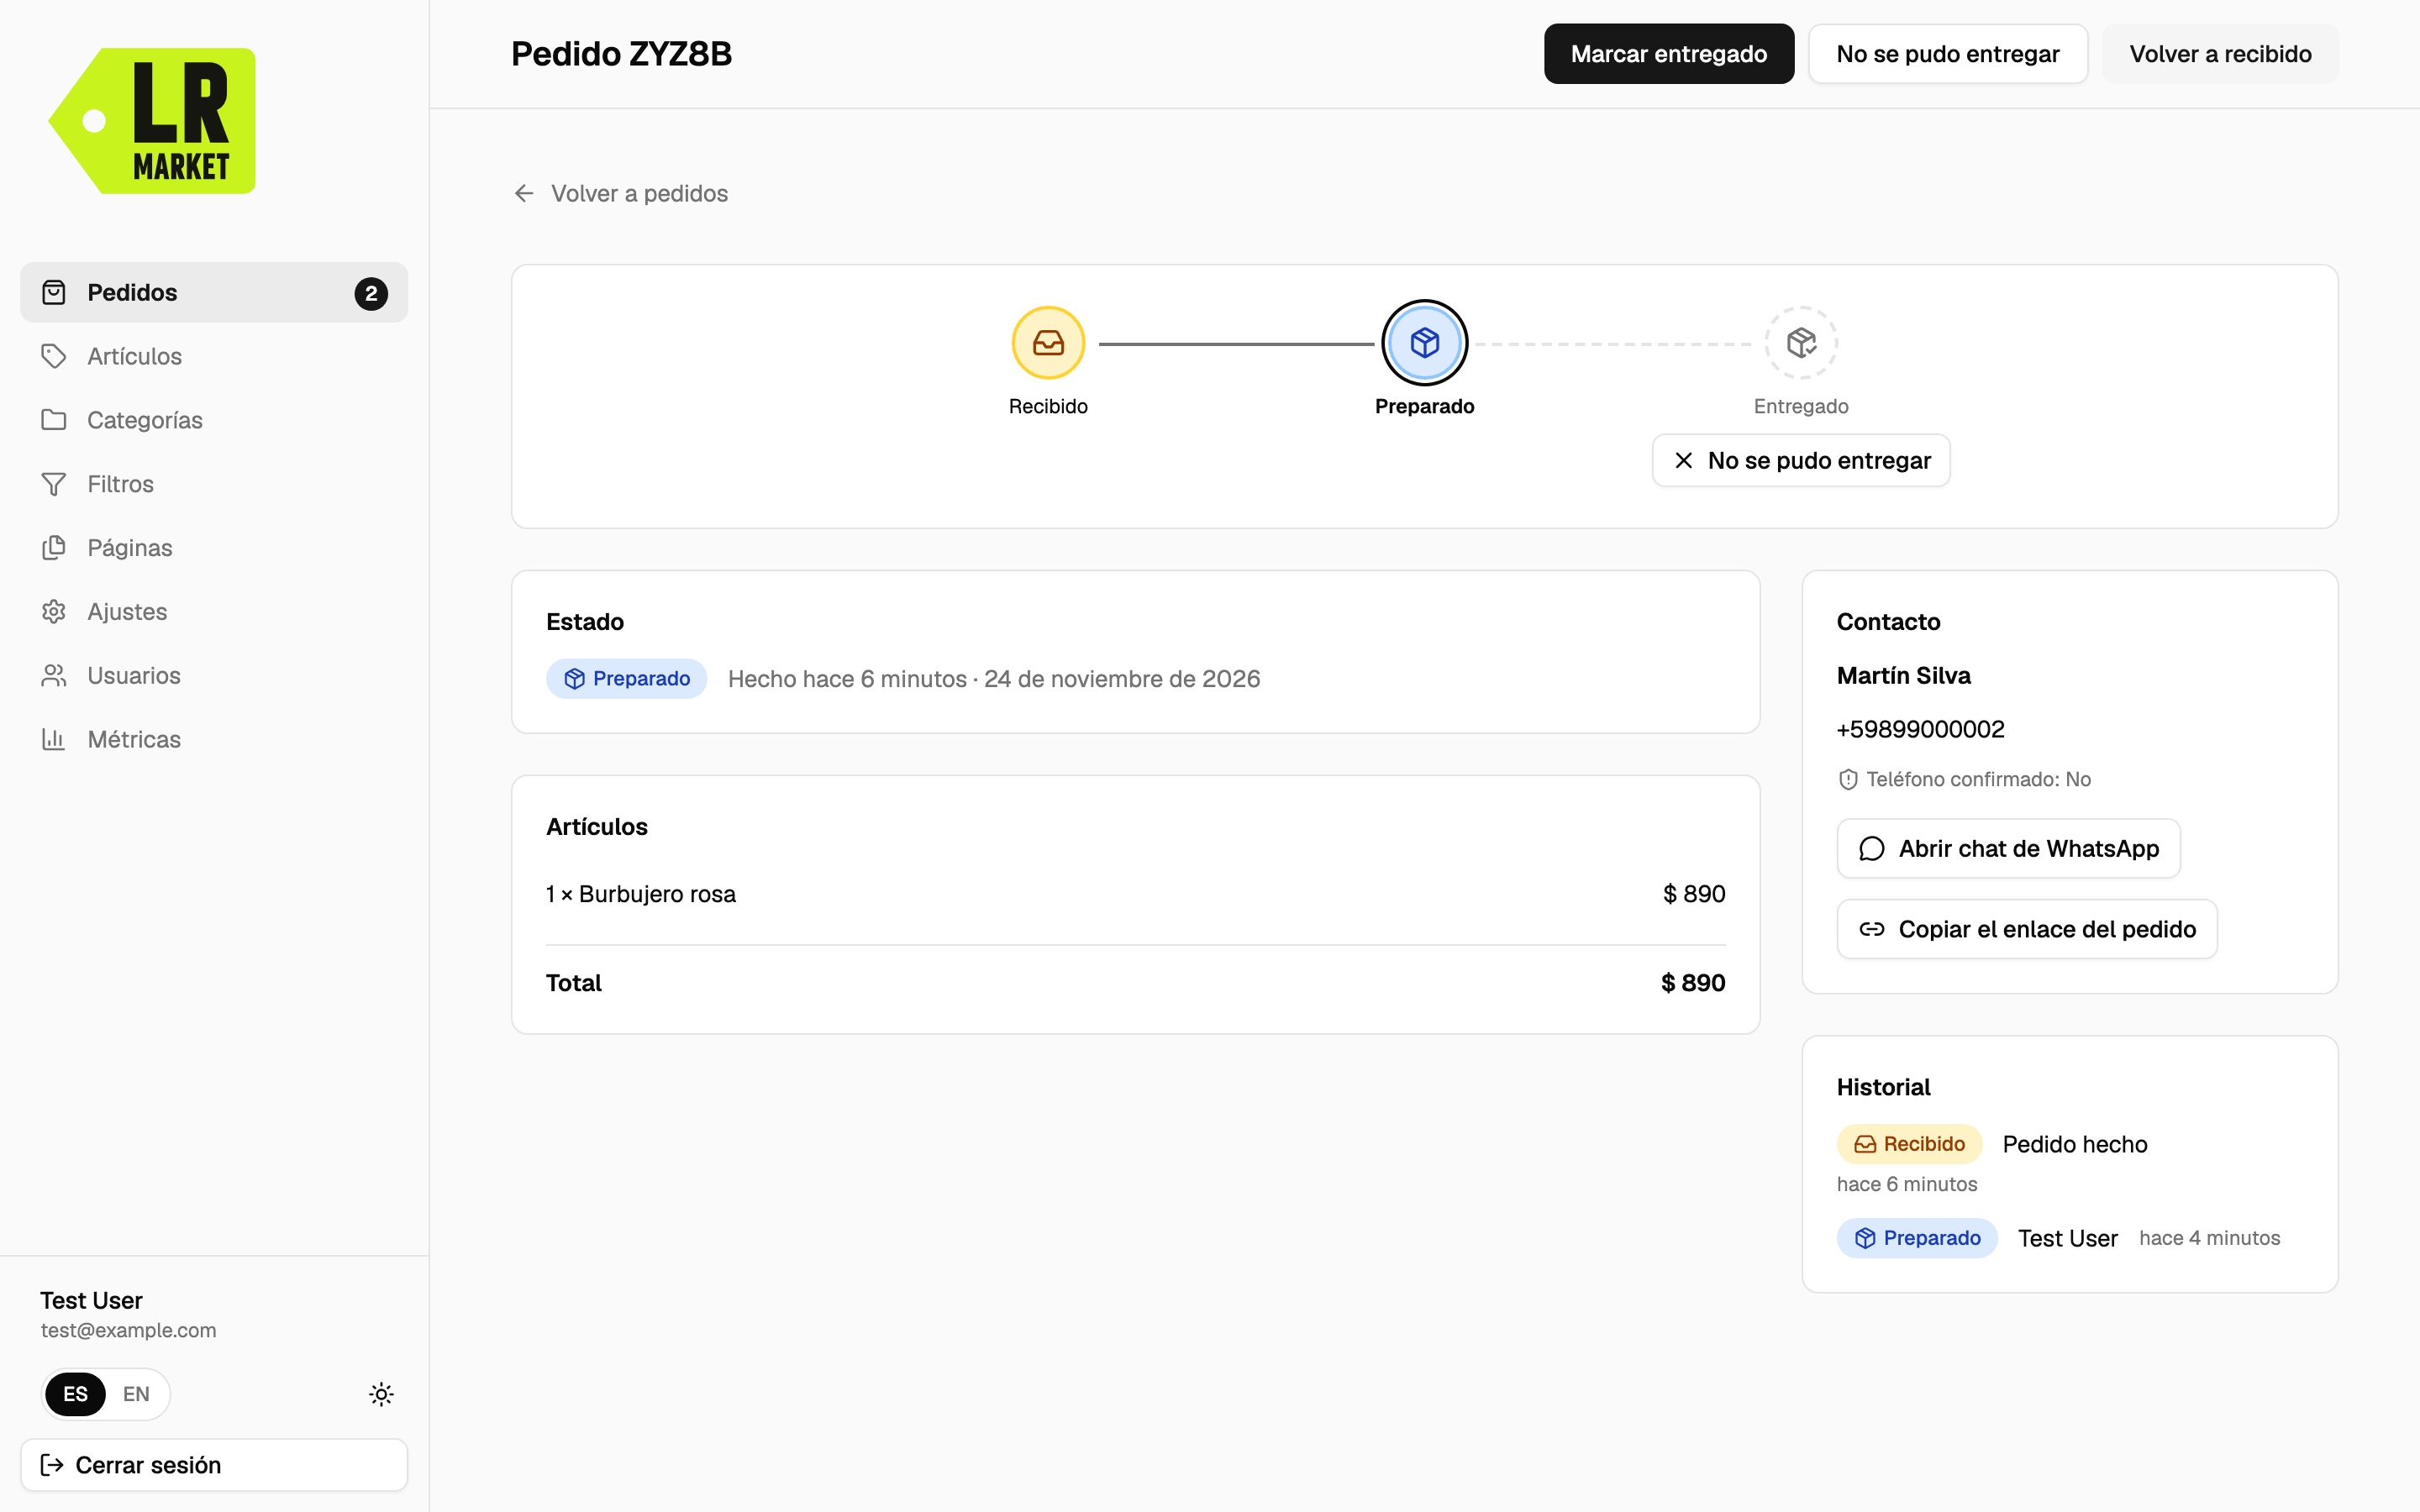 LR
MARKET
Pedidos 2
Artículos
Categorías
Filtros
Páginas
Ajustes
Usuarios
Métricas
Test User
test@example.com
ES EN
Cerrar sesión
Pedido ZYZ8B
Marcar entregado
No se pudo entregar
Volver a recibido
Volver a pedidos
Recibido
Preparado
Entregado
No se pudo entregar
Estado
Preparado Hecho hace 6 minutos · 24 de noviembre de 2026
Artículos
1 × Burbujero rosa $ 890
Total $ 890
Contacto
Martín Silva
+59899000002
Teléfono confirmado: No
Abrir chat de WhatsApp
Copiar el enlace del pedido
Historial
Recibido Pedido hecho
hace 6 minutos
Preparado Test User hace 4 minutos